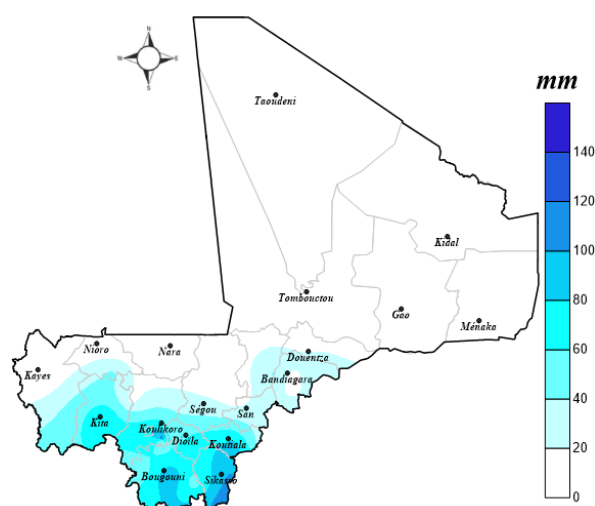 N
W E
S
mm
Taoudeni
140
120
Kidal
100
Tombouctou
Gao
Ménaka
80
Nioro
Nara
60
Douentza
Kayes
Bandiagara
40
Ségou
San
Kita
Koulikoro
Dioila
Koutiala
20
Bougouni
Sikasso
0